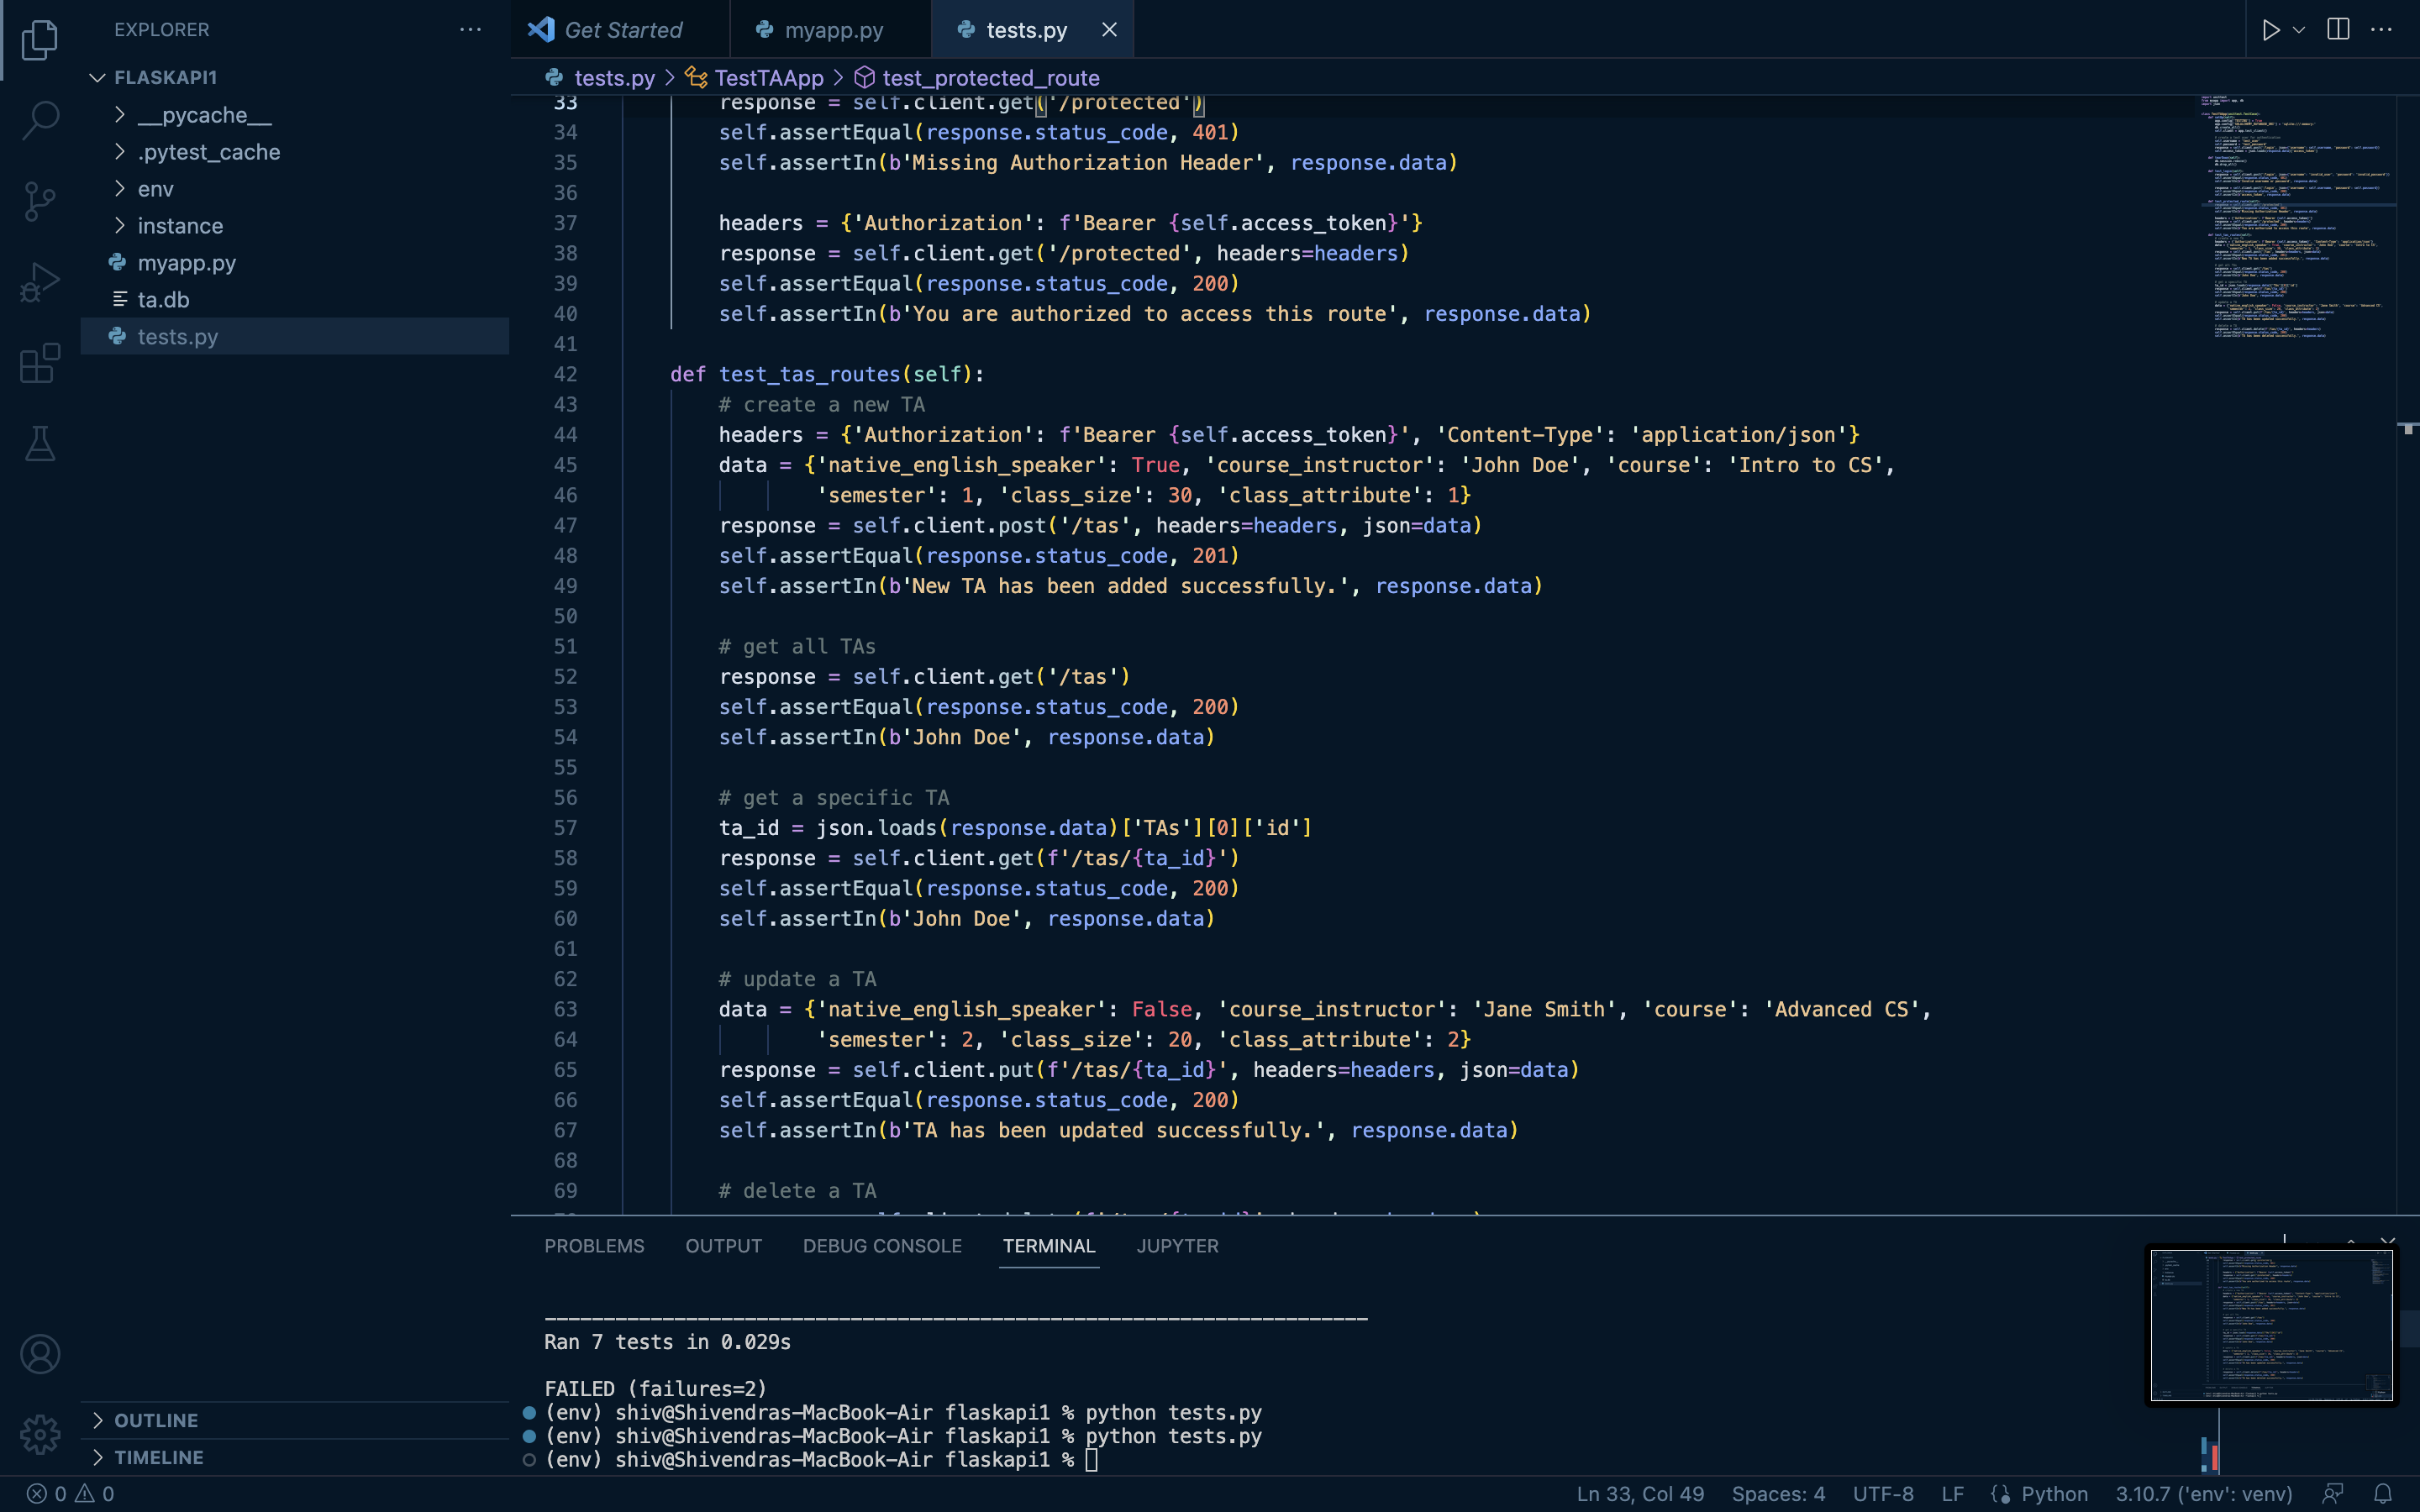 EXPLORER
FLASKAPI1
__pycache__
.pytest_cache
env
instance
myapp.py
ta.db
tests.py
OUTLINE
TIMELINE
Get Started
myapp.py
tests.py
tests.py > TestTAApp > test_protected_route
33 response = self.client.get('/protected')
34 self.assertEqual(response.status_code, 401)
35 self.assertIn(b'Missing Authorization Header', response.data)
36
37 headers = {'Authorization': f'Bearer {self.access_token}'}
38 response = self.client.get('/protected', headers=headers)
39 self.assertEqual(response.status_code, 200)
40 self.assertIn(b'You are authorized to access this route', response.data)
41
42 def test_tas_routes(self):
43 # create a new TA
44 headers = {'Authorization': f'Bearer {self.access_token}', 'Content-Type': 'application/json'}
45 data = {'native_english_speaker': True, 'course_instructor': 'John Doe', 'course': 'Intro to CS',
46 'semester': 1, 'class_size': 30, 'class_attribute': 1}
47 response = self.client.post('/tas', headers=headers, json=data)
48 self.assertEqual(response.status_code, 201)
49 self.assertIn(b'New TA has been added successfully.', response.data)
50
51 # get all TAs
52 response = self.client.get('/tas')
53 self.assertEqual(response.status_code, 200)
54 self.assertIn(b'John Doe', response.data)
55
56 # get a specific TA
57 ta_id = json.loads(response.data)['TAs'][0]['id']
58 response = self.client.get(f'/tas/{ta_id}')
59 self.assertEqual(response.status_code, 200)
60 self.assertIn(b'John Doe', response.data)
61
62 # update a TA
63 data = {'native_english_speaker': False, 'course_instructor': 'Jane Smith', 'course': 'Advanced CS',
64 'semester': 2, 'class_size': 20, 'class_attribute': 2}
65 response = self.client.put(f'/tas/{ta_id}', headers=headers, json=data)
66 self.assertEqual(response.status_code, 200)
67 self.assertIn(b'TA has been updated successfully.', response.data)
68
69 # delete a TA
PROBLEMS OUTPUT DEBUG CONSOLE TERMINAL JUPYTER
----------------------------------------------------------------------
Ran 7 tests in 0.029s
FAILED (failures=2)
(env) shiv@Shivendras-MacBook-Air flaskapi1 % python tests.py
(env) shiv@Shivendras-MacBook-Air flaskapi1 % python tests.py
(env) shiv@Shivendras-MacBook-Air flaskapi1 %
0 0 Ln 33, Col 49 Spaces: 4 UTF-8 LF Python 3.10.7 ('env': venv)